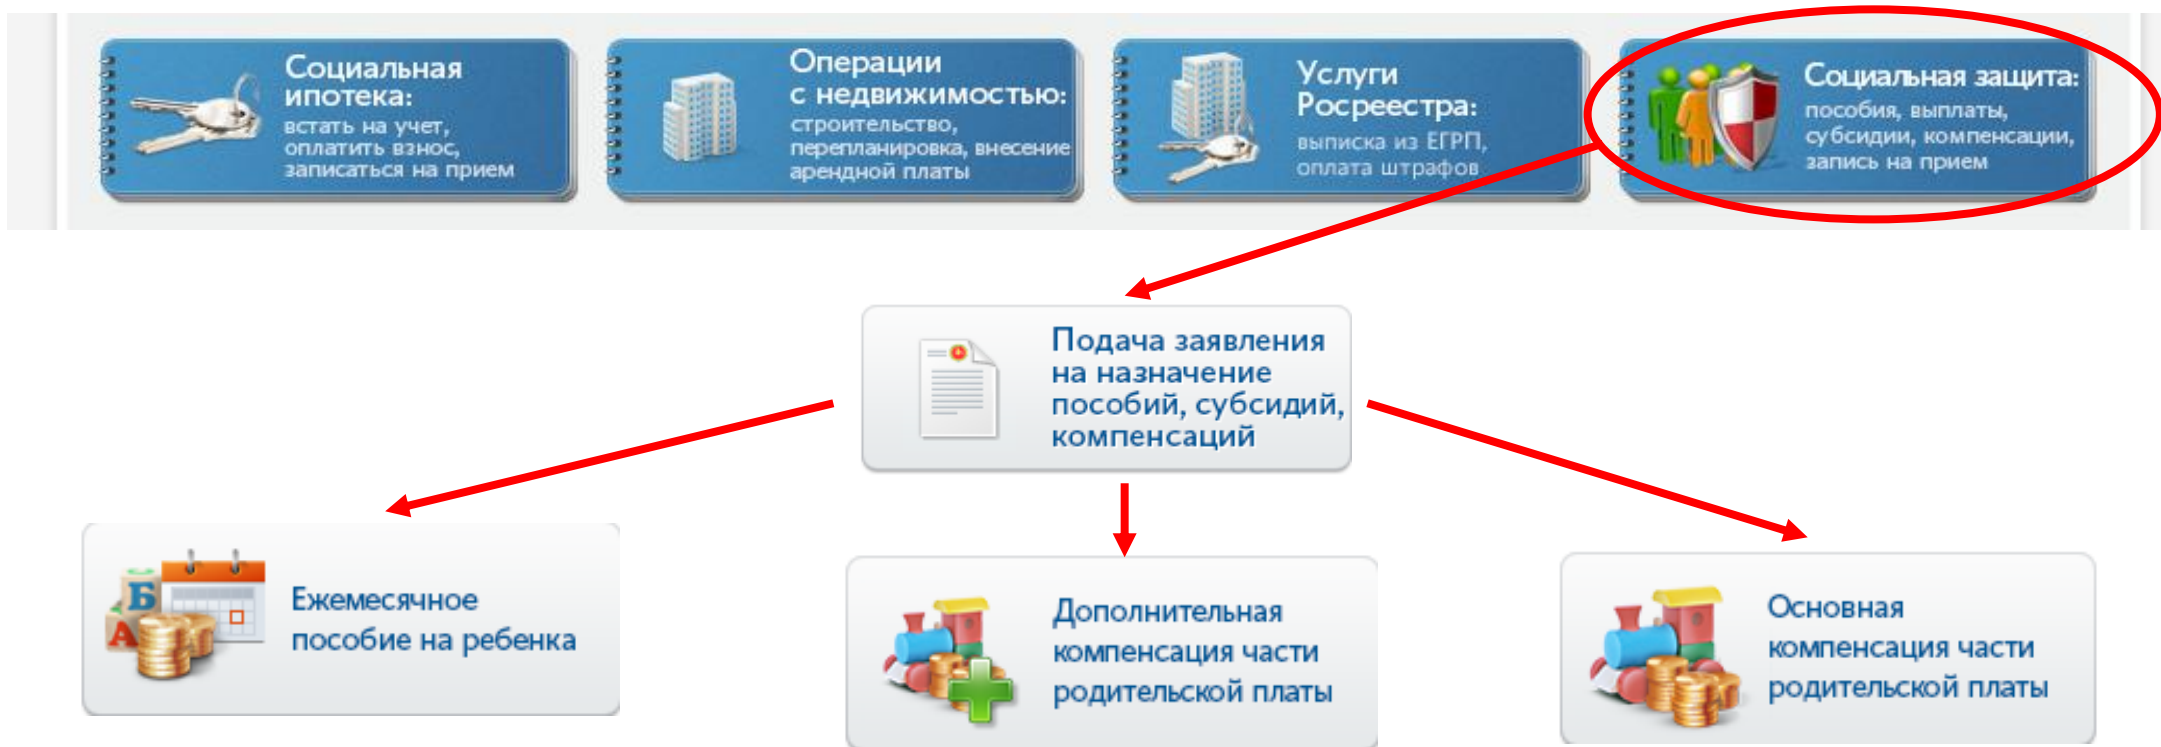 Социальная
ипотека:
встать на учет,
оплатить взнос,
записаться на прием
Операции
с недвижимостью:
строительство,
перепланировка, внесение
арендной платы
Услуги
Росреестра:
выписка из ЕГРП,
оплата штрафов
Социальная защита:
пособия, выплаты,
субсидии, компенсации,
запись на прием
Подача заявления
на назначение
пособий, субсидий,
компенсаций
Б
А
Ежемесячное
пособие на ребенка
Дополнительная
компенсация части
родительской платы
Основная
компенсация части
родительской платы